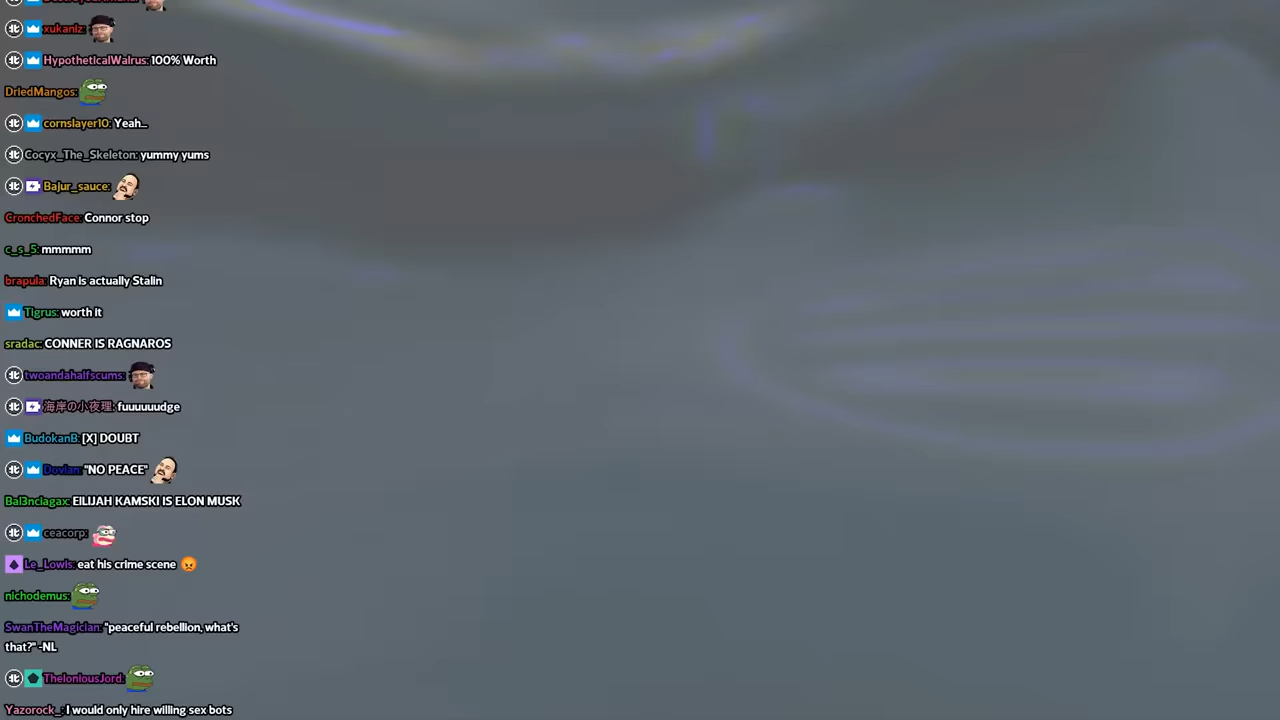 xukaniz:
HypotheticalWalrus: 100% Worth
DriedMangos:
cornslayer10: Yeah...
Cocyx_The_Skeleton: yummy yums
Bajur_sauce:
CronchedFace: Connor stop
c_s_5: mmmmm
brapula: Ryan is actually Stalin
Tigrus: worth it
sradac: CONNER IS RAGNAROS
twoandahalfscums:
海岸の小夜理: fuuuuuudge
BudokanB: [X] DOUBT
Dovian: "NO PEACE"
Bal3nciagax: EILIJAH KAMSKI IS ELON MUSK
ceacorp:
Le_Lowis: eat his crime scene 😡
nichodemus:
SwanTheMagician: "peaceful rebellion, what's
that?" -NL
TheloniousJord:
Yazorock_: I would only hire willing sex bots